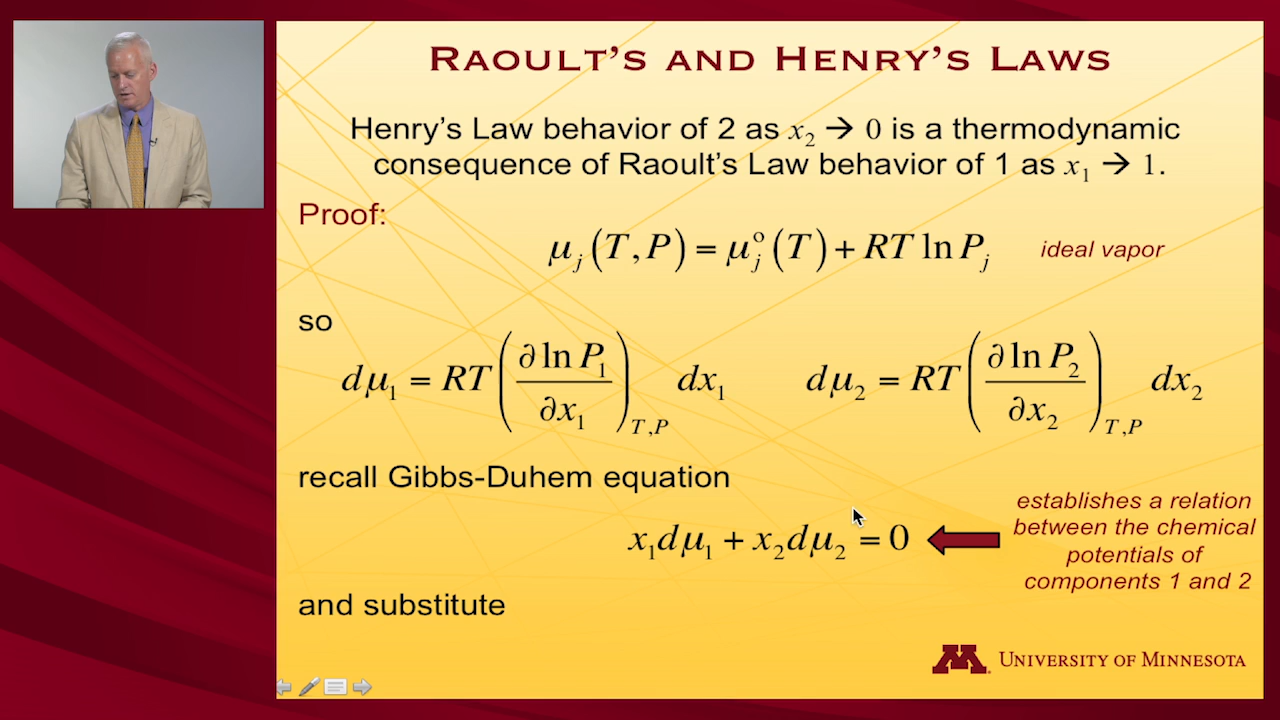 RAOULT'S AND HENRY'S LAWS
Henry's Law behavior of 2 as x₂ → 0 is a thermodynamic
consequence of Raoult's Law behavior of 1 as x₁ → 1.
Proof:
μⱼ(T,P) = μⱼ°(T) + RT ln Pⱼ
ideal vapor
so
dμ₁ = RT(∂ ln P₁/∂x₁)T,P dx₁
dμ₂ = RT(∂ ln P₂/∂x₂)T,P dx₂
recall Gibbs-Duhem equation
x₁dμ₁ + x₂dμ₂ = 0
establishes a relation
between the chemical
potentials of
components 1 and 2
and substitute
M UNIVERSITY OF MINNESOTA